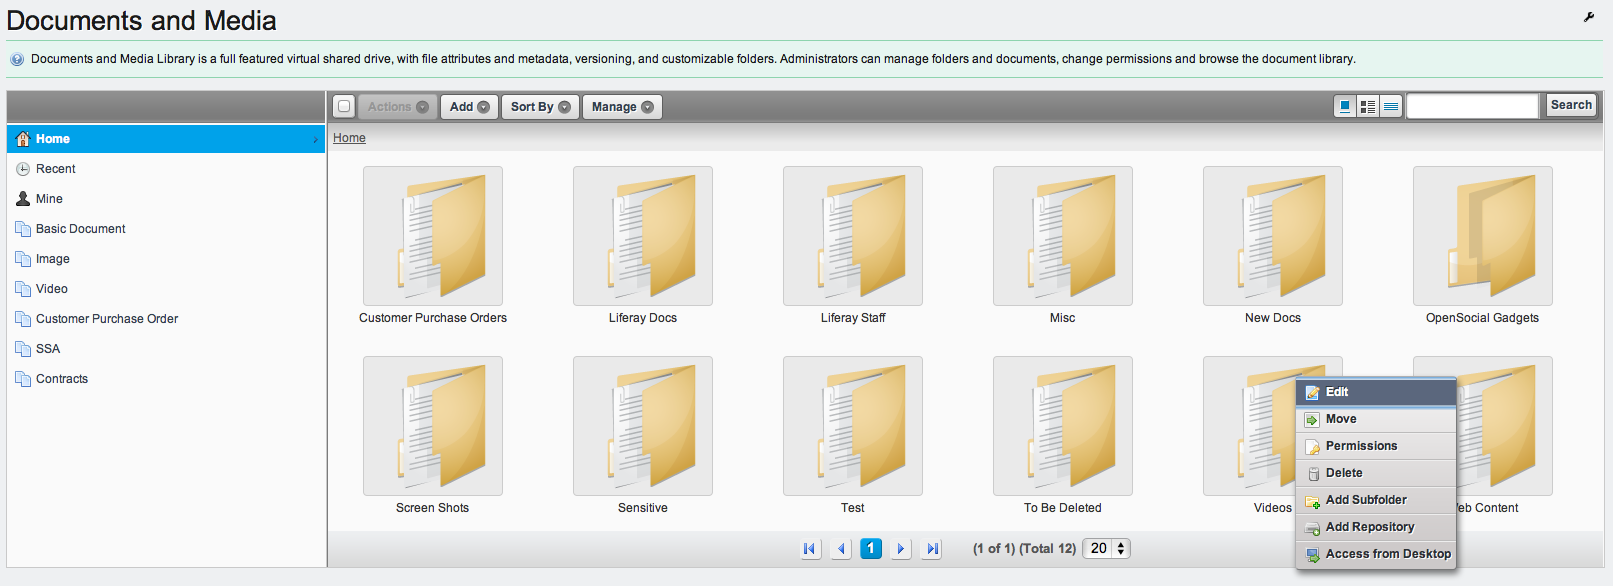 Documents and Media
Documents and Media Library is a full featured virtual shared drive, with file attributes and metadata, versioning, and customizable folders. Administrators can manage folders and documents, change permissions and browse the document library.
Actions Add Sort By Manage Search
Home
Recent
Mine
Basic Document
Image
Video
Customer Purchase Order
SSA
Contracts
Home
Customer Purchase Orders Liferay Docs Liferay Staff Misc New Docs OpenSocial Gadgets
Screen Shots Sensitive Test To Be Deleted Videos eb Content
Edit
Move
Permissions
Delete
Add Subfolder
Add Repository
Access from Desktop
1 (1 of 1) (Total 12) 20